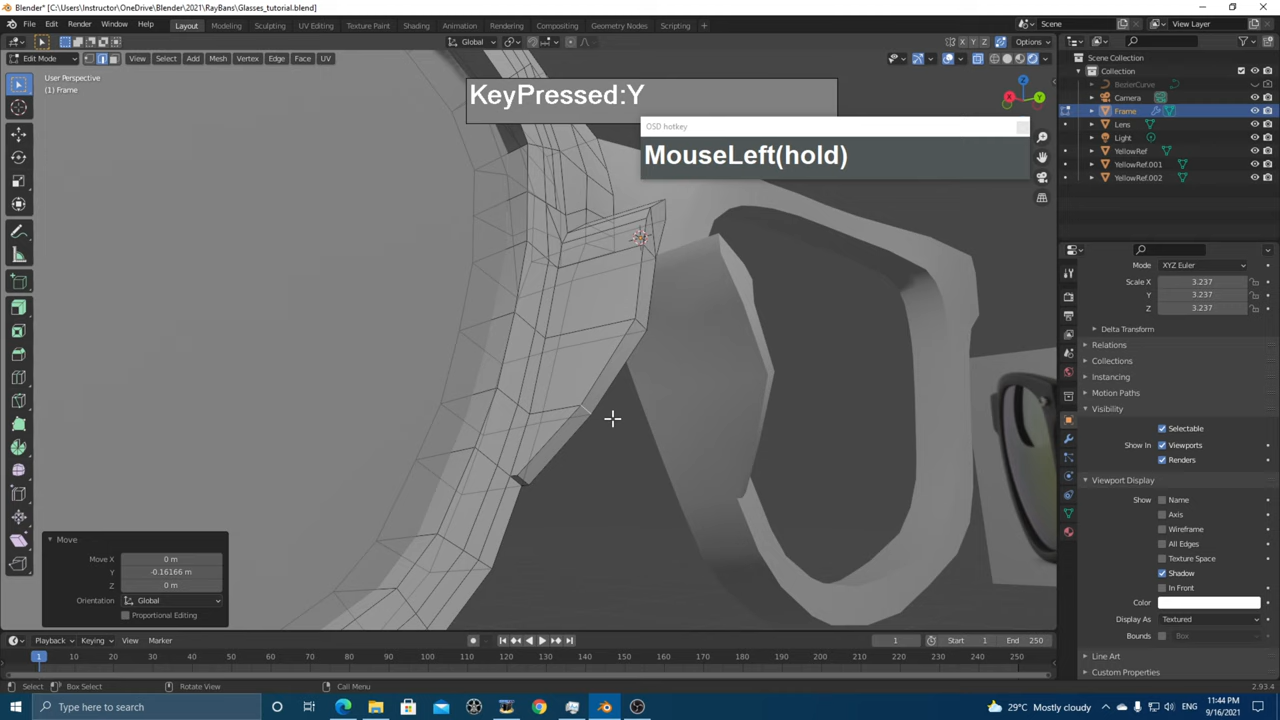 Blender* [C:\Users\Instructor\OneDrive\Blender\2021\RayBans\Glasses_tutorial.blend]
File Edit Render Window Help Layout Modeling Sculpting UV Editing Texture Paint Shading Animation Rendering Compositing Geometry Nodes Scripting Scene View Layer
Global X Y Z Options
Edit Mode View Select Add Mesh Vertex Edge Face UV
User Perspective
(1) Frame
KeyPressed:Y
OSD hotkey
MouseLeft(hold)
Scene Collection
Collection
BezierCurve
Camera
Frame
Lens
Light
YellowRef
YellowRef.001
YellowRef.002
Mode XYZ Euler
Scale X 3.237
Y 3.237
Z 3.237
Delta Transform
Relations
Collections
Instancing
Motion Paths
Visibility
Selectable
Show In Viewports
Renders
Viewport Display
Show Name
Axis
Wireframe
All Edges
Texture Space
Shadow
In Front
Color
Display As Textured
Bounds Box
Line Art
Custom Properties
Move
Move X 0 m
Y -0.16166 m
Z 0 m
Orientation Global
Proportional Editing
Playback Keying View Marker 1 Start 1 End 250
1 10 20 30 40 50 60 70 80 90 100 110 120 130 140 150 160 170 180 190 200 210 220 230 240 250
Select Box Select Rotate View Call Menu 2.93.4
Type here to search 29°C Mostly cloudy 11:44 PM
9/16/2021